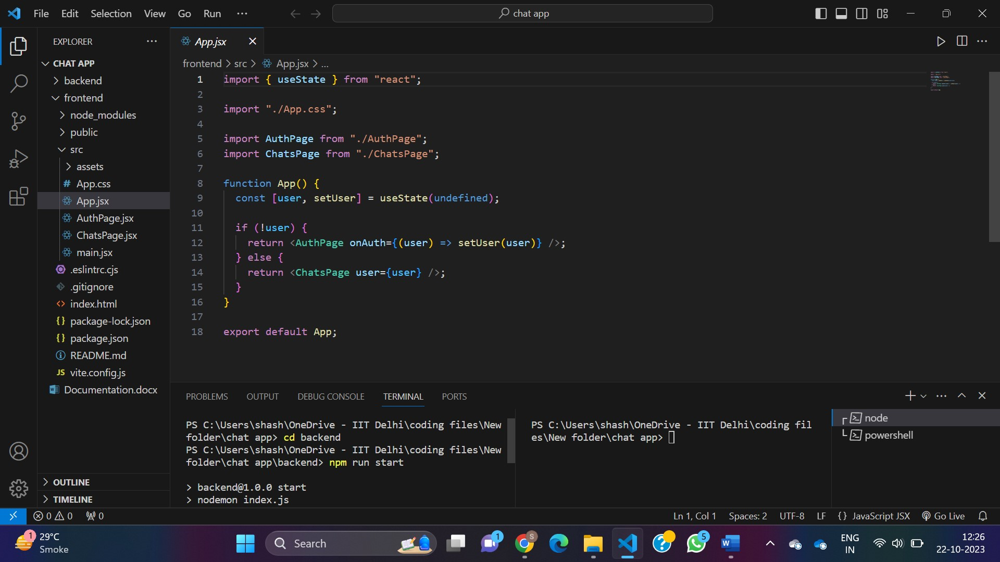 File Edit Selection View Go Run ...
chat app
EXPLORER
CHAT APP
backend
frontend
node_modules
public
src
assets
# App.css
App.jsx
AuthPage.jsx
ChatsPage.jsx
main.jsx
.eslintrc.cjs
.gitignore
<> index.html
{} package-lock.json
{} package.json
README.md
JS vite.config.js
Documentation.docx
OUTLINE
TIMELINE
App.jsx
frontend > src > App.jsx > ...
1 import { useState } from "react";
2
3 import "./App.css";
4
5 import AuthPage from "./AuthPage";
6 import ChatsPage from "./ChatsPage";
7
8 function App() {
9 const [user, setUser] = useState(undefined);
10
11 if (!user) {
12 return <AuthPage onAuth={(user) => setUser(user)} />;
13 } else {
14 return <ChatsPage user={user} />;
15 }
16 }
17
18 export default App;
PROBLEMS OUTPUT DEBUG CONSOLE TERMINAL PORTS
PS C:\Users\shash\OneDrive - IIT Delhi\coding files\New
folder\chat app> cd backend
PS C:\Users\shash\OneDrive - IIT Delhi\coding files\New
folder\chat app\backend> npm run start
> backend@1.0.0 start
> nodemon index.js
PS C:\Users\shash\OneDrive - IIT Delhi\coding fil
es\New folder\chat app>
node
powershell
0 0 0
Ln 1, Col 1 Spaces: 2 UTF-8 LF {} JavaScript JSX Go Live
1
29°C
Smoke
Search
1
S
5
W
ENG
IN
12:26
22-10-2023